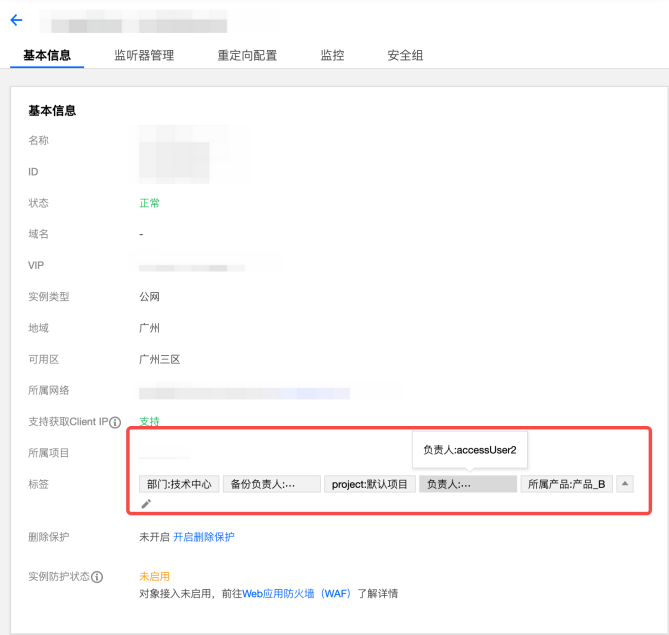 基本信息 监听器管理 重定向配置 监控 安全组
基本信息
名称
ID
状态 正常
域名 -
VIP
实例类型 公网
地域 广州
可用区 广州三区
所属网络
支持获取Client IP 支持
负责人:accessUser2
所属项目
标签 部门:技术中心 备份负责人:... project:默认项目 负责人:... 所属产品:产品_B
删除保护 未开启 开启删除保护
实例防护状态 未启用
对象接入未启用，前往Web应用防火墙（WAF）了解详情